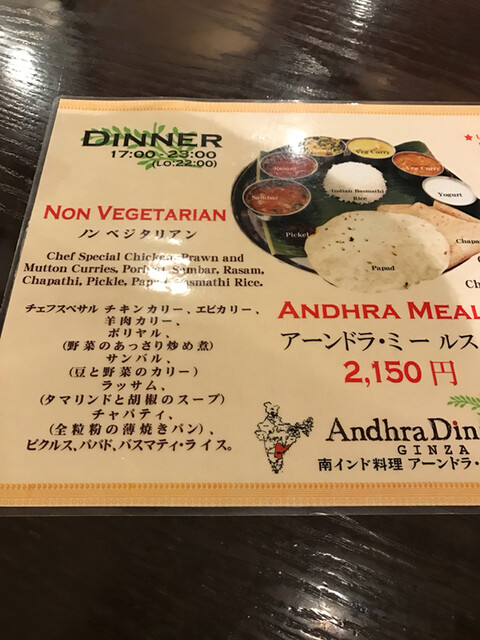 DINNER
17:00 - 23:00
(LO:22:00)
NON VEGETARIAN
ノン ベジタリアン
Chef Special Chicken, Prawn and
Mutton Curries, Poriyal, Sambar, Rasam,
Chapathi, Pickle, Papad, Basmathi Rice.
チェフスペサル チキンカリー、エビカリー、
羊肉カリー、
ポリヤル、
(野菜のあっさり炒め煮)
サンバル、
(豆と野菜のカリー)
ラッサム、
(タマリンドと胡椒のスープ)
チャパティ、
(全粒粉の薄焼きパン)、
ピクルス、パパド、バスマティ・ライス。
Veg Curry
Rasam
Sambar
Indian Basmathi
Rice
Yogurt
Pickel
Papad
Chapa
Ch
ANDHRA MEAL
アーンドラ・ミールス
2,150円
Andhra Din
GINZA
南インド料理 アーンドラ・